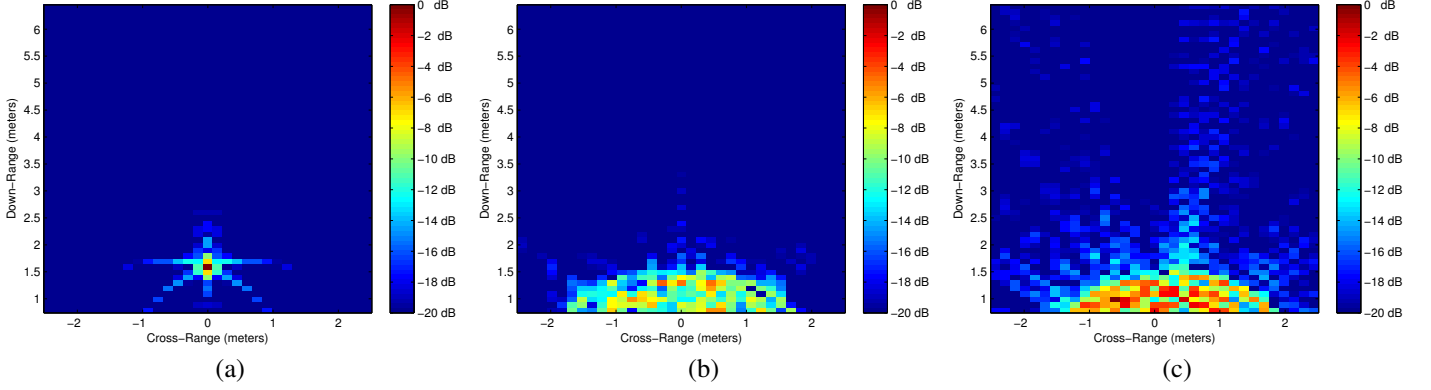 6
5.5
5
4.5
4
3.5
3
2.5
2
1.5
1
Down−Range (meters)
−2 −1 0 1 2
Cross−Range (meters)
0 dB
−2 dB
−4 dB
−6 dB
−8 dB
−10 dB
−12 dB
−14 dB
−16 dB
−18 dB
−20 dB
(a)
6
5.5
5
4.5
4
3.5
3
2.5
2
1.5
1
Down−Range (meters)
−2 −1 0 1 2
Cross−Range (meters)
0 dB
−2 dB
−4 dB
−6 dB
−8 dB
−10 dB
−12 dB
−14 dB
−16 dB
−18 dB
−20 dB
(b)
6
5.5
5
4.5
4
3.5
3
2.5
2
1.5
1
Down−Range (meters)
−2 −1 0 1 2
Cross−Range (meters)
0 dB
−2 dB
−4 dB
−6 dB
−8 dB
−10 dB
−12 dB
−14 dB
−16 dB
−18 dB
−20 dB
(c)